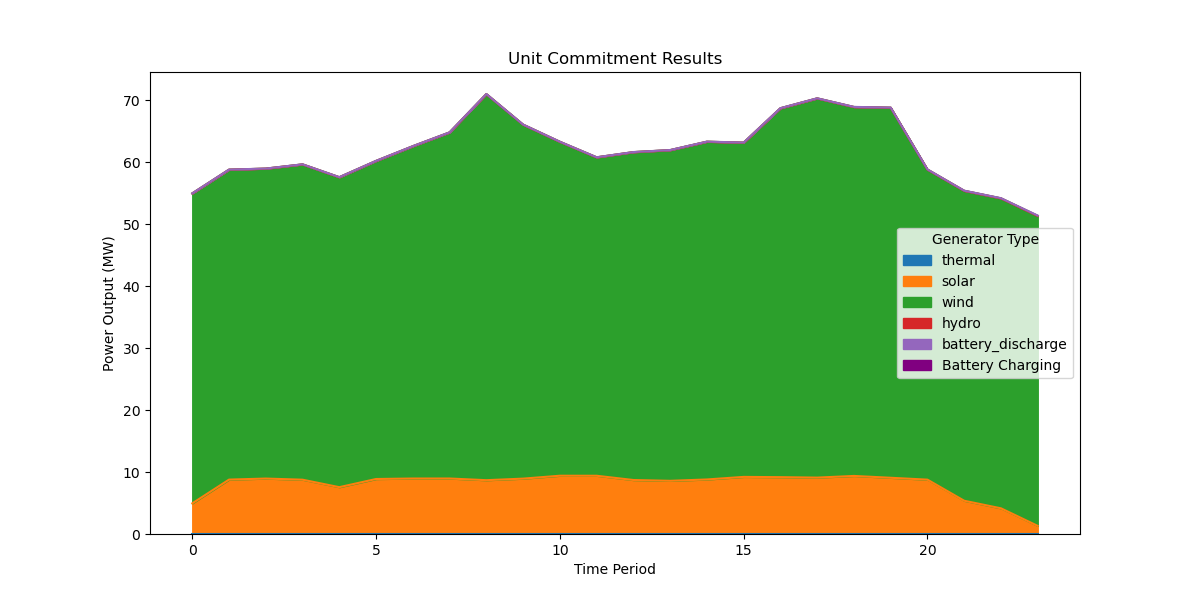 Unit Commitment Results
Power Output (MW)
70
60
50
40
30
20
10
0
Generator Type
thermal
solar
wind
hydro
battery_discharge
Battery Charging
0 5 10 15 20
Time Period